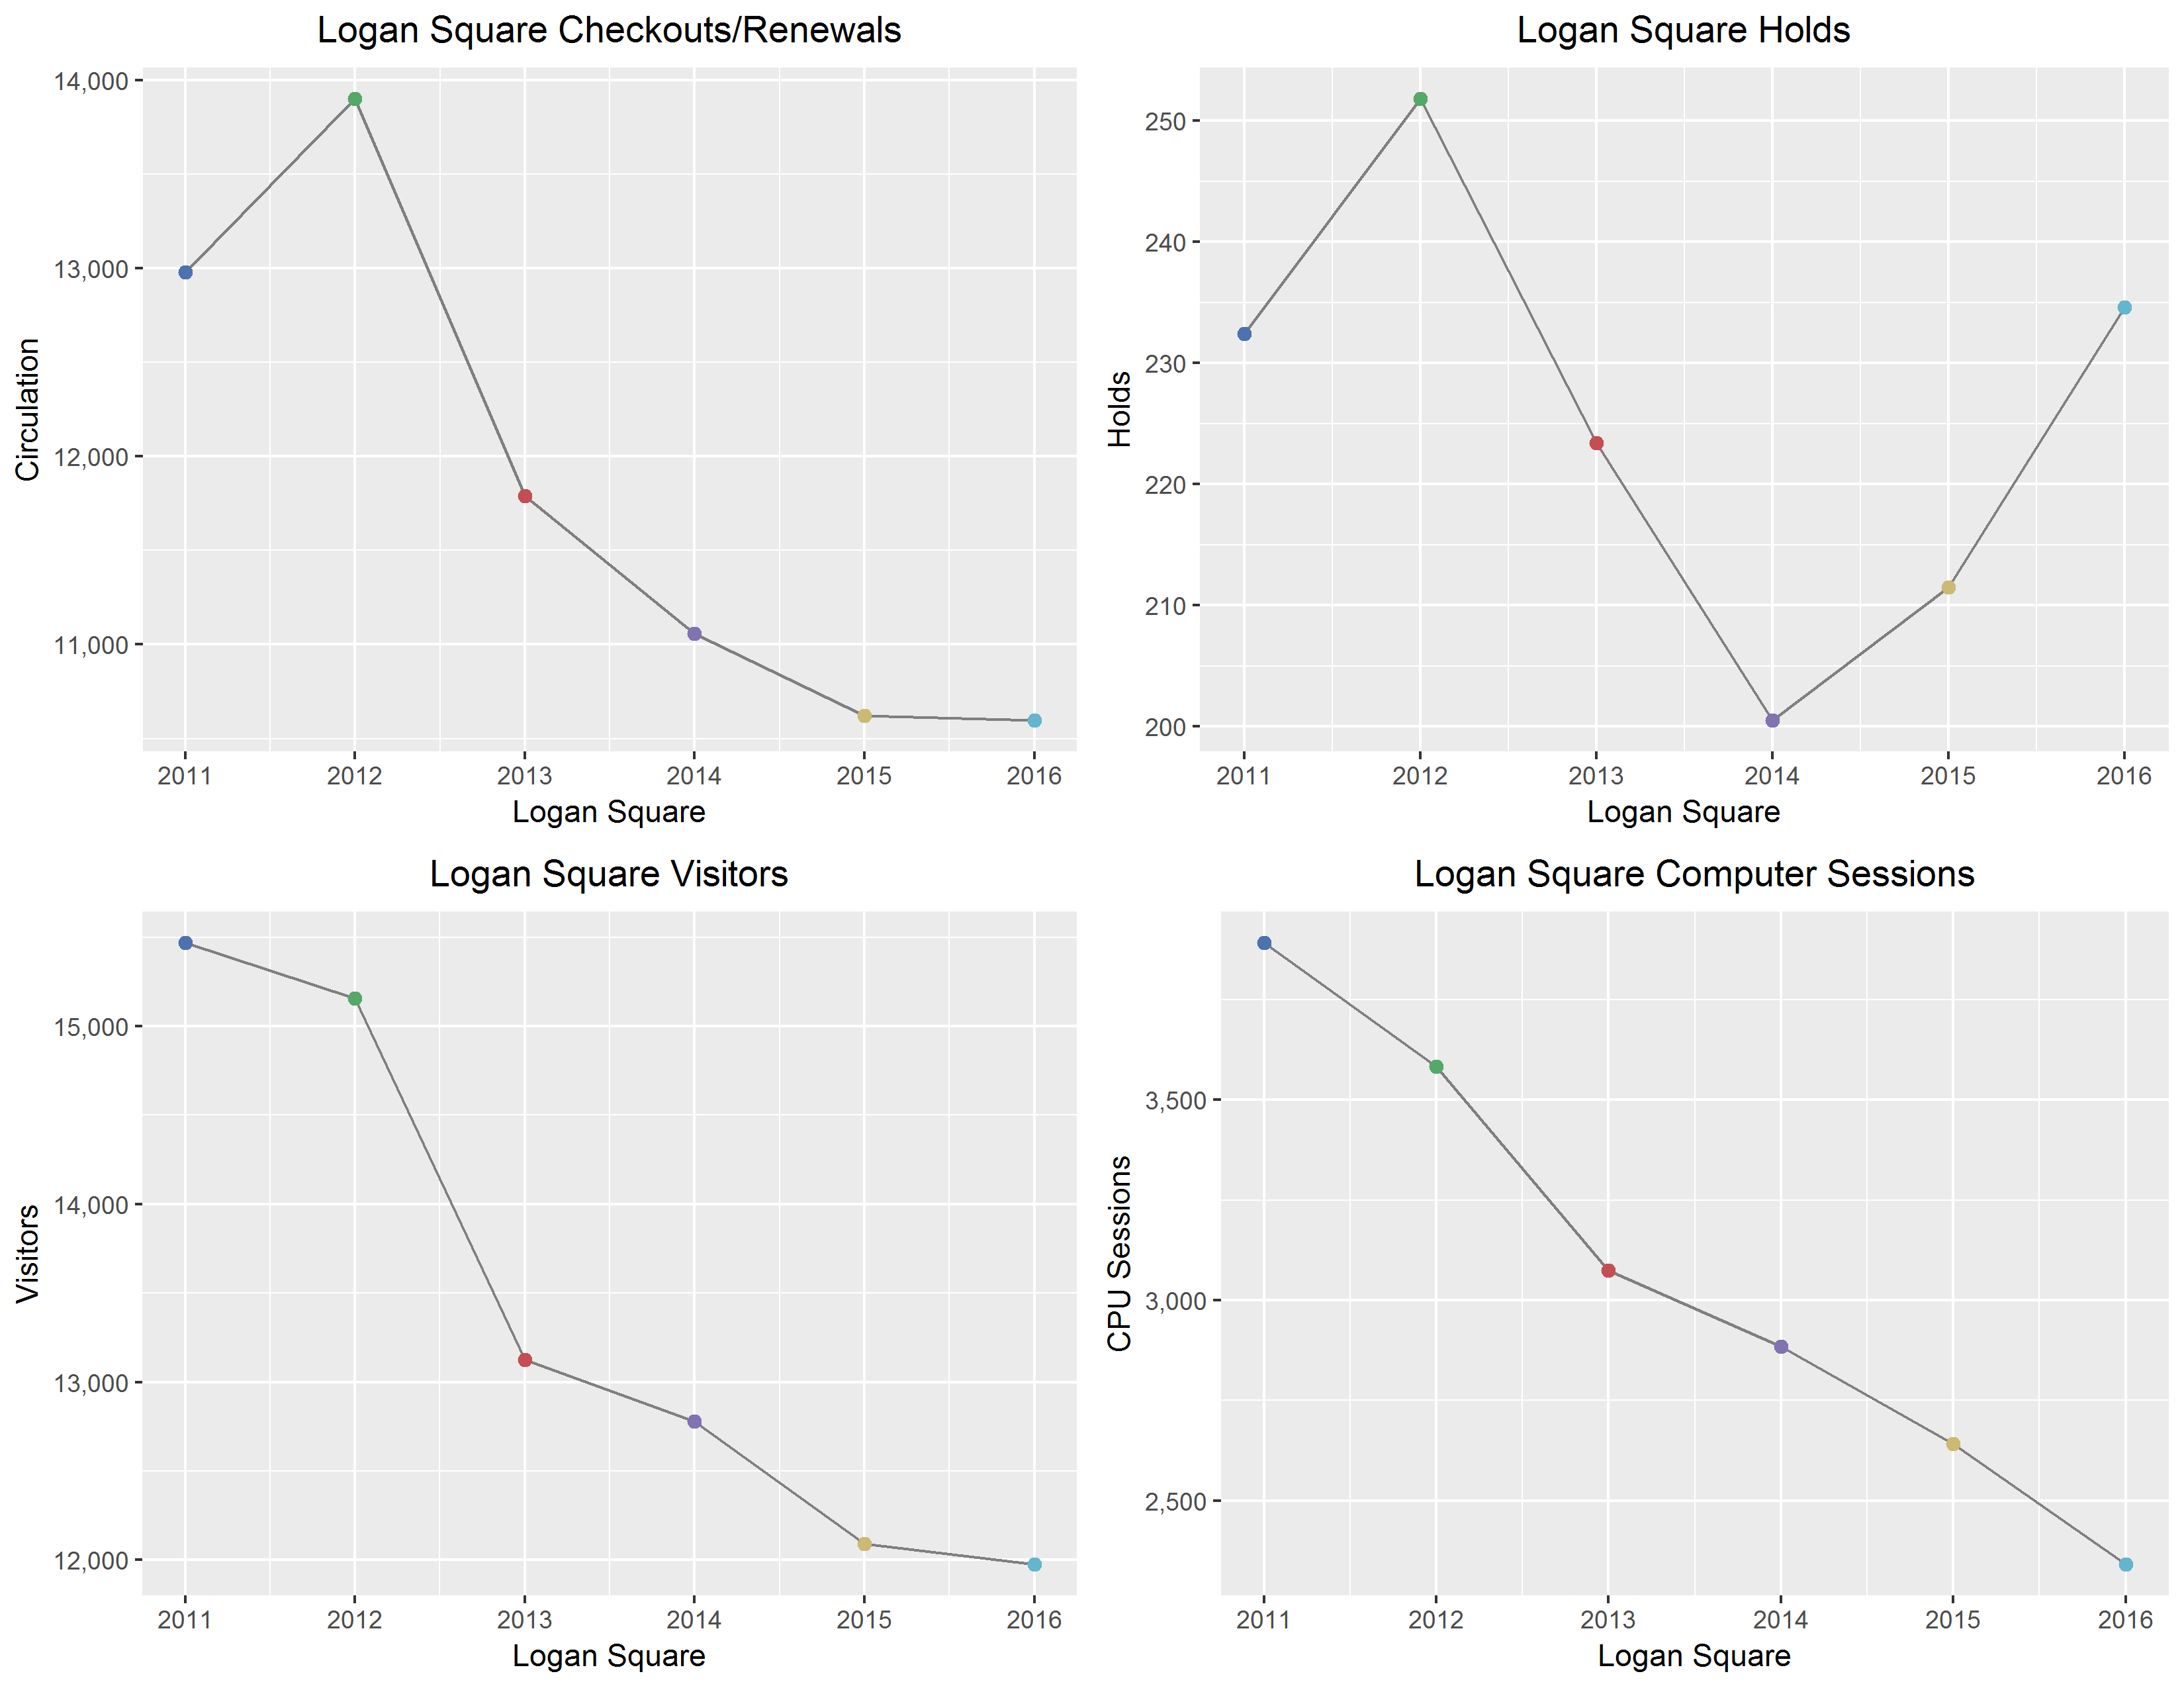 Logan Square Checkouts/Renewals
14,000
13,000
12,000
11,000
Circulation
2011 2012 2013 2014 2015 2016
Logan Square
Logan Square Holds
250
240
230
220
210
200
Holds
2011 2012 2013 2014 2015 2016
Logan Square
Logan Square Visitors
15,000
14,000
13,000
12,000
Visitors
2011 2012 2013 2014 2015 2016
Logan Square
Logan Square Computer Sessions
3,500
3,000
2,500
CPU Sessions
2011 2012 2013 2014 2015 2016
Logan Square